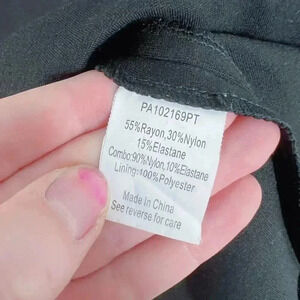 PA102169PT
55%Rayon,30%Nylon
15%Elastane
Combo:90%Nylon,10%Elastane
Lining:100%Polyester
Made In China
See reverse for care